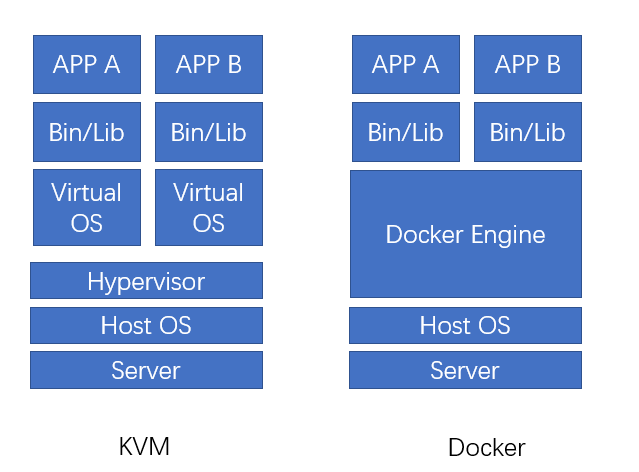 APP A
APP B
Bin/Lib
Bin/Lib
Virtual
OS
Virtual
OS
Hypervisor
Host OS
Server
KVM
APP A
APP B
Bin/Lib
Bin/Lib
Docker Engine
Host OS
Server
Docker